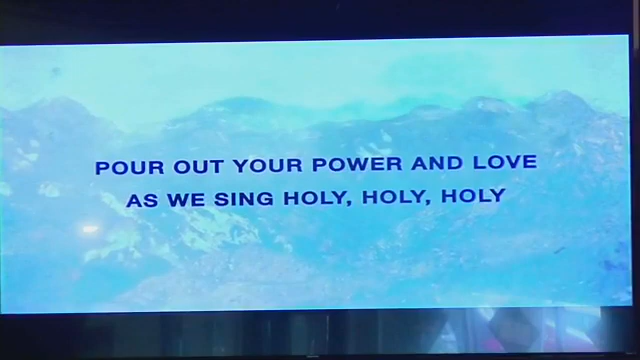 POUR OUT YOUR POWER AND LOVE
AS WE SING HOLY, HOLY, HOLY